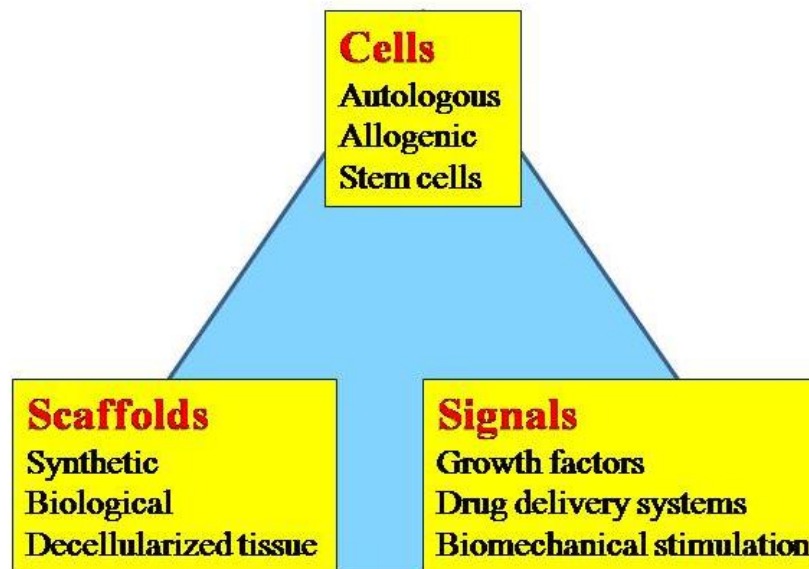 Cells
Autologous
Allogenic
Stem cells
Scaffolds
Synthetic
Biological
Decellularized tissue
Signals
Growth factors
Drug delivery systems
Biomechanical stimulation